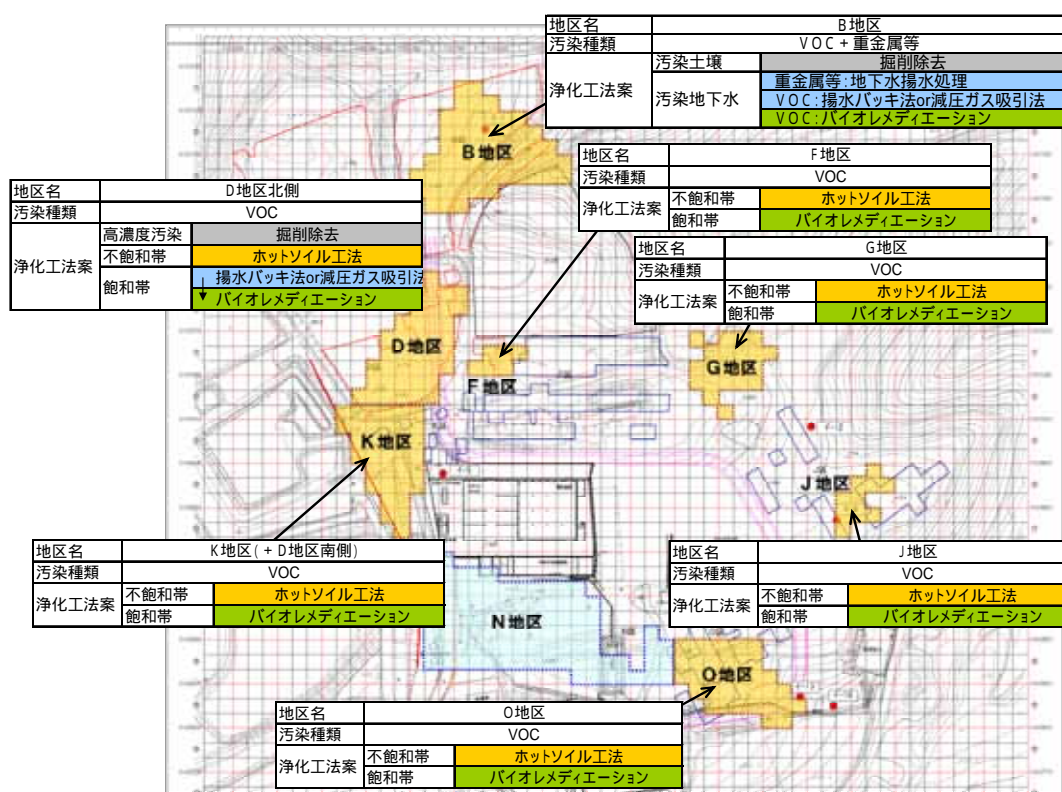 地区名 B地区
汚染種類 VOC+重金属等
浄化工法案 汚染土壌 掘削除去
汚染地下水 重金属等:地下水揚水処理
VOC:揚水バッキ法or減圧ガス吸引法
VOC:バイオレメディエーション
B地区
地区名 F地区
汚染種類 VOC
浄化工法案 不飽和帯 ホットソイル工法
飽和帯 バイオレメディエーション
地区名 D地区北側
汚染種類 VOC
浄化工法案 高濃度汚染 掘削除去
不飽和帯 ホットソイル工法
飽和帯 揚水バッキ法or減圧ガス吸引法
バイオレメディエーション
地区名 G地区
汚染種類 VOC
浄化工法案 不飽和帯 ホットソイル工法
飽和帯 バイオレメディエーション
D地区
F地区
G地区
K地区
J地区
地区名 K地区(+D地区南側)
汚染種類 VOC
浄化工法案 不飽和帯 ホットソイル工法
飽和帯 バイオレメディエーション
地区名 J地区
汚染種類 VOC
浄化工法案 不飽和帯 ホットソイル工法
飽和帯 バイオレメディエーション
N地区
O地区
地区名 O地区
汚染種類 VOC
浄化工法案 不飽和帯 ホットソイル工法
飽和帯 バイオレメディエーション